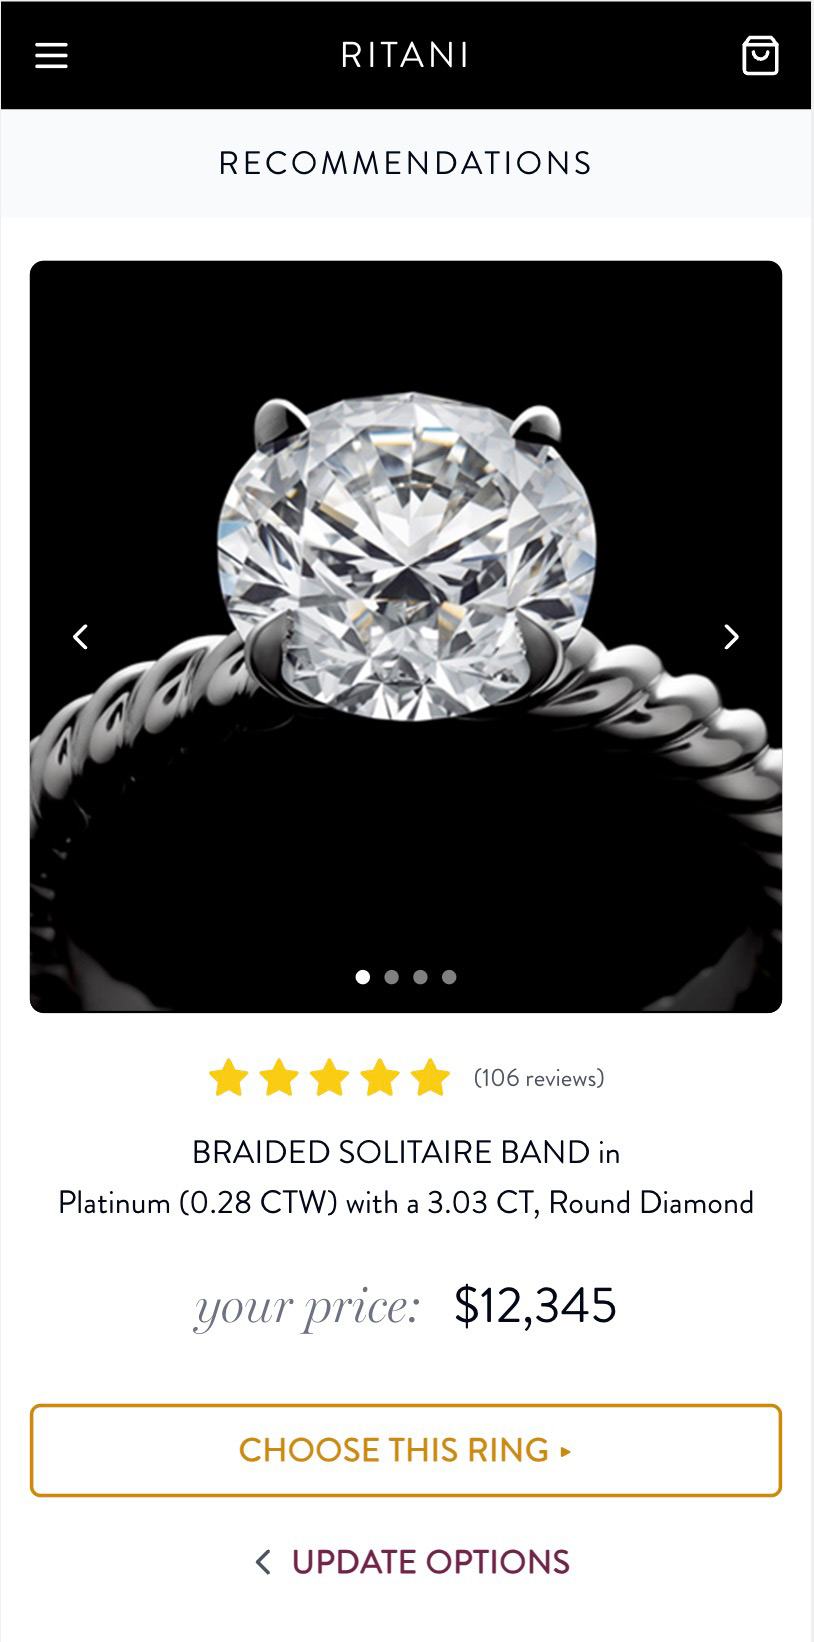 RITANI
RECOMMENDATIONS
(106 reviews)
BRAIDED SOLITAIRE BAND in
Platinum (0.28 CTW) with a 3.03 CT, Round Diamond
your price: $12,345
CHOOSE THIS RING ▸
UPDATE OPTIONS